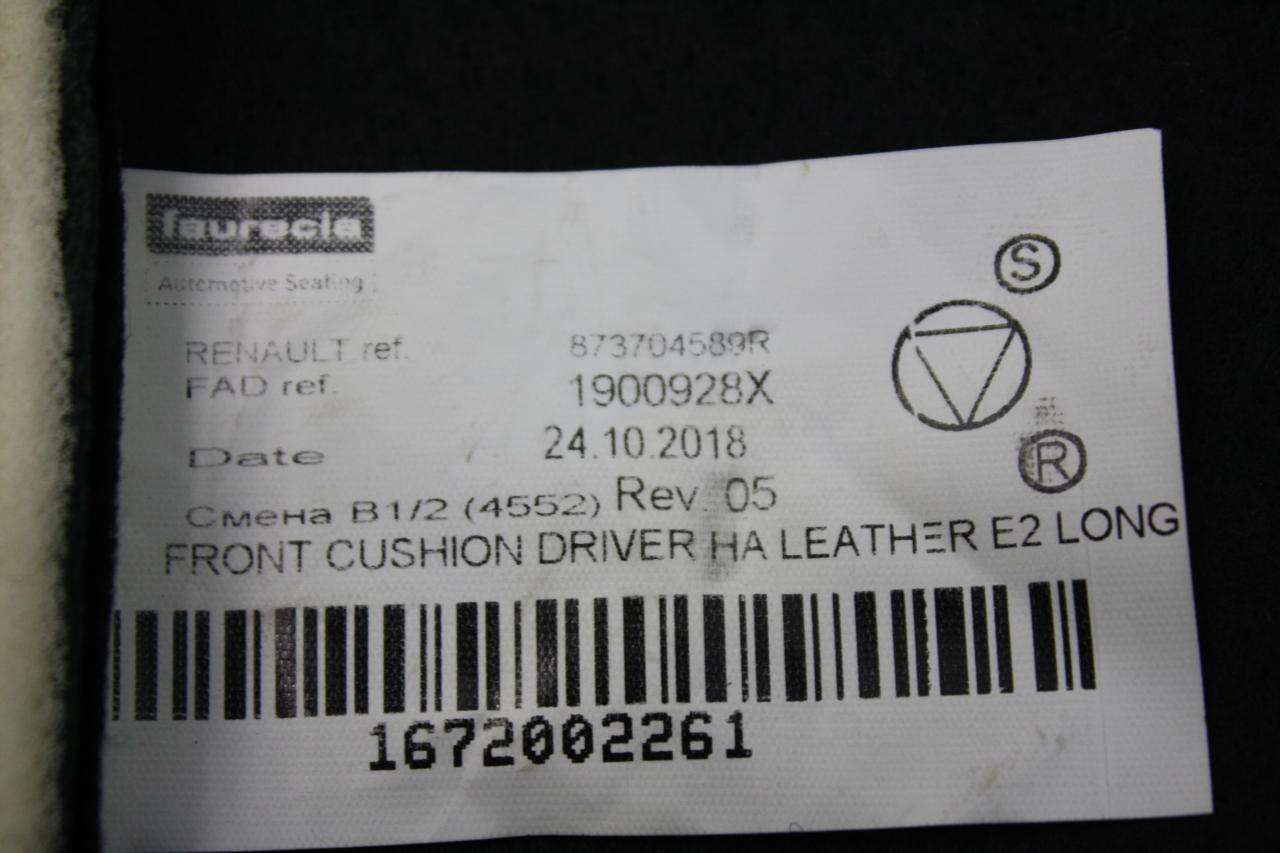 faurecia
Automotive Seating
S
RENAULT ref. 873704589R
FAD ref. 1900928X
Date 24.10.2018
R
Смена В1/2 (4552) Rev. 05
FRONT CUSHION DRIVER HA LEATHER E2 LONG
1672002261